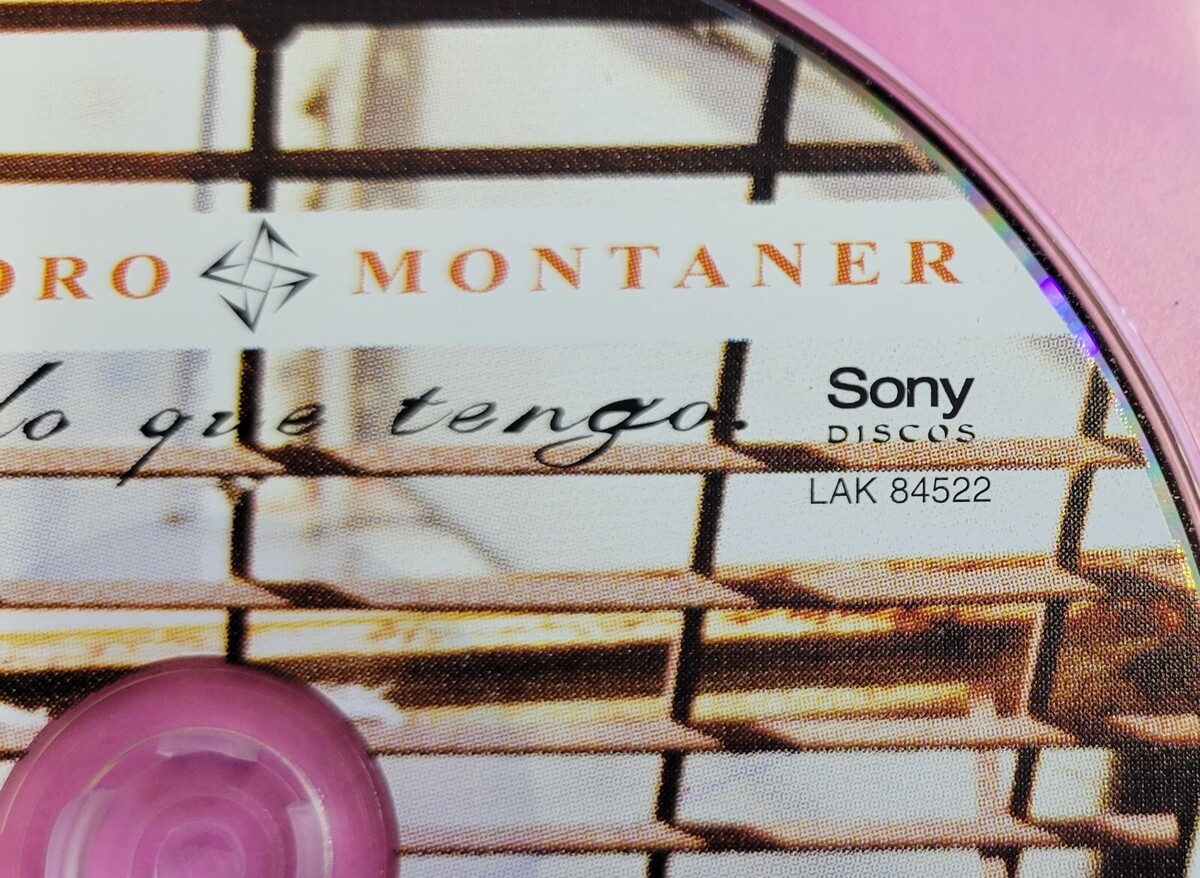 DRO MONTANER
lo que tengo.
Sony
DISCOS
LAK 84522